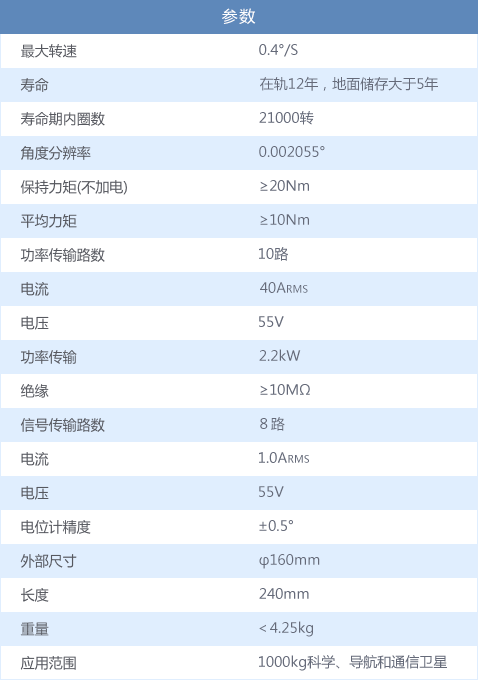 参数
最大转速 0.4°/S
寿命 在轨12年，地面储存大于5年
寿命期内圈数 21000转
角度分辨率 0.002055°
保持力矩(不加电) ≥20Nm
平均力矩 ≥10Nm
功率传输路数 10路
电流 40ARMS
电压 55V
功率传输 2.2kW
绝缘 ≥10MΩ
信号传输路数 8 路
电流 1.0ARMS
电压 55V
电位计精度 ±0.5°
外部尺寸 φ160mm
长度 240mm
重量 ＜4.25kg
应用范围 1000kg科学、导航和通信卫星